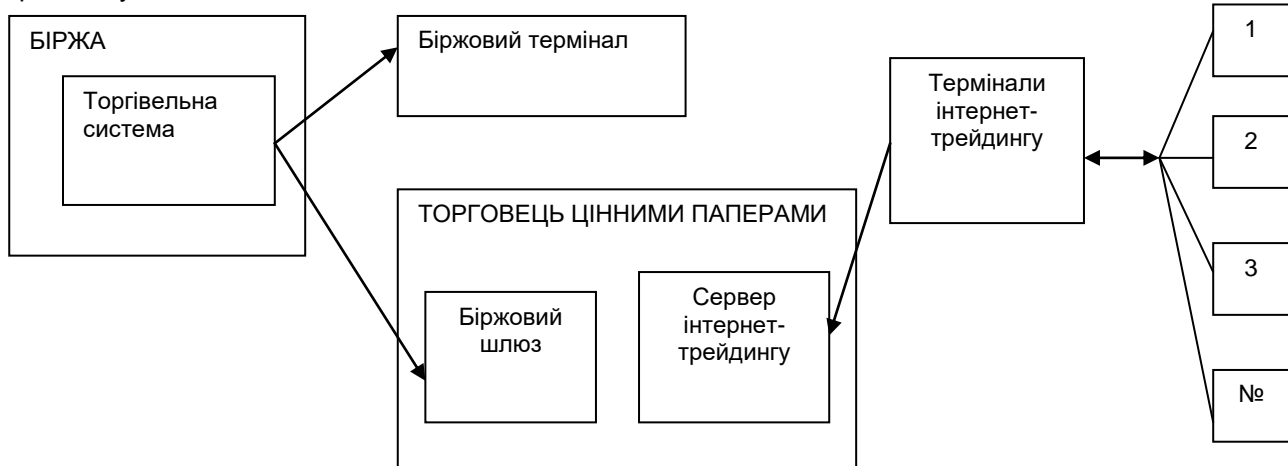 БІРЖА
Торгівельна
система
Біржовий термінал
ТОРГОВЕЦЬ ЦІННИМИ ПАПЕРАМИ
Біржовий
шлюз
Сервер
інтернет-
трейдингу
Термінали
інтернет-
трейдингу
1
2
3
№